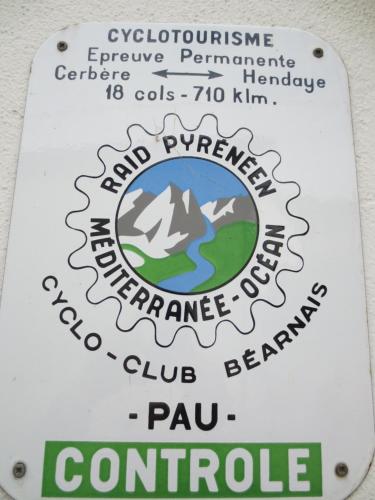 CYCLOTOURISME
Epreuve Permanente
Cerbère ⟷ Hendaye
18 cols - 710 klm.
RAID PYRÉNÉEN
MÉDITERRANÉE - OCÉAN
CYCLO - CLUB BÉARNAIS
- PAU -
CONTROLE